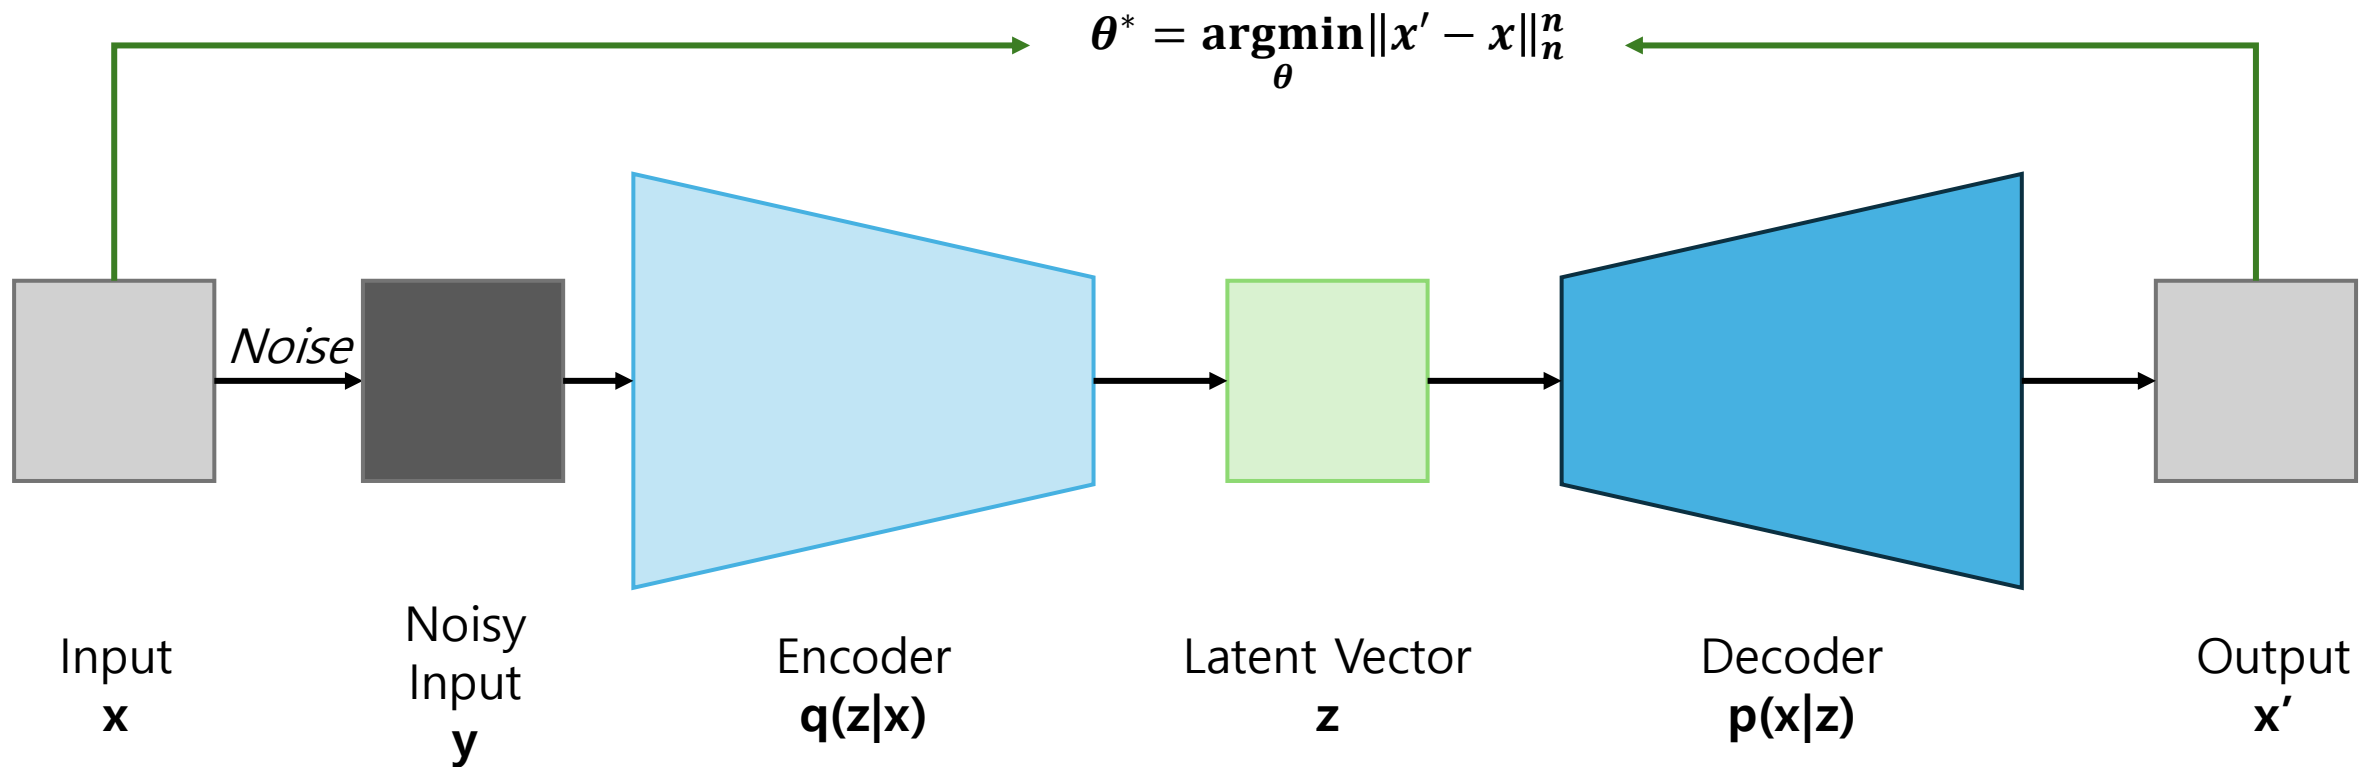 θ* = argmin‖x′ − x‖ⁿₙ
θ
Noise
Input
x
Noisy
Input
y
Encoder
q(z|x)
Latent Vector
z
Decoder
p(x|z)
Output
x’